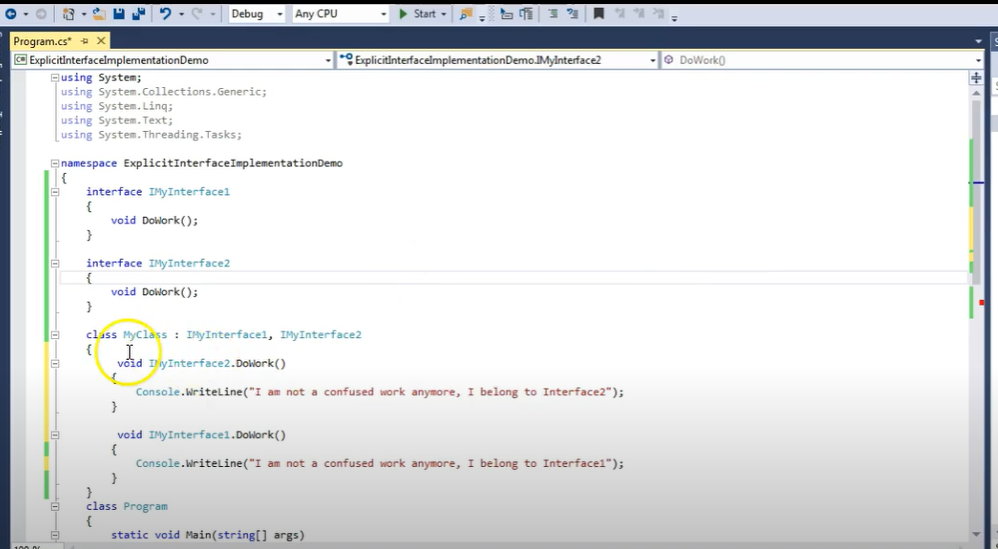 Debug Any CPU Start
Program.cs*
ExplicitInterfaceImplementationDemo ExplicitInterfaceImplementationDemo.IMyInterface2 DoWork()
using System;
using System.Collections.Generic;
using System.Linq;
using System.Text;
using System.Threading.Tasks;
namespace ExplicitInterfaceImplementationDemo
{
interface IMyInterface1
{
void DoWork();
}
interface IMyInterface2
{
void DoWork();
}
class MyClass : IMyInterface1, IMyInterface2
{
void IMyInterface2.DoWork()
{
Console.WriteLine("I am not a confused work anymore, I belong to Interface2");
}
void IMyInterface1.DoWork()
{
Console.WriteLine("I am not a confused work anymore, I belong to Interface1");
}
}
class Program
{
static void Main(string[] args)